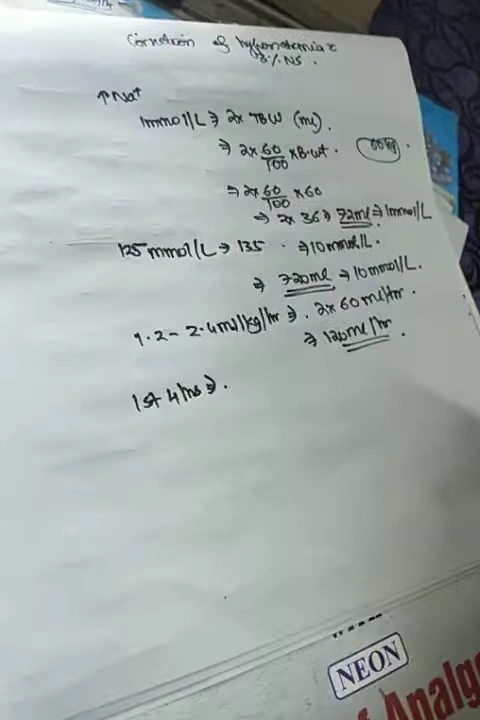 Correction of hyponatremia c̄
3% NS.
↑Na⁺
1mmol/L ⇒ 2x TBW (ml).
⇒ 2x 60/100 x B.wt. 60kg.
⇒ 2x 60/100 x 60
⇒ 2x 36 ⇒ 72ml ⇒ 1mmol/L
125 mmol/L → 135 ⇒ 10mmol/L.
⇒ 720ml ⇒ 10mmol/L.
1.2 - 2.4ml/kg/hr ⇒ 2x 60ml/hr.
⇒ 120ml/hr.
1st 4hrs ⇒.
NEON
Analg